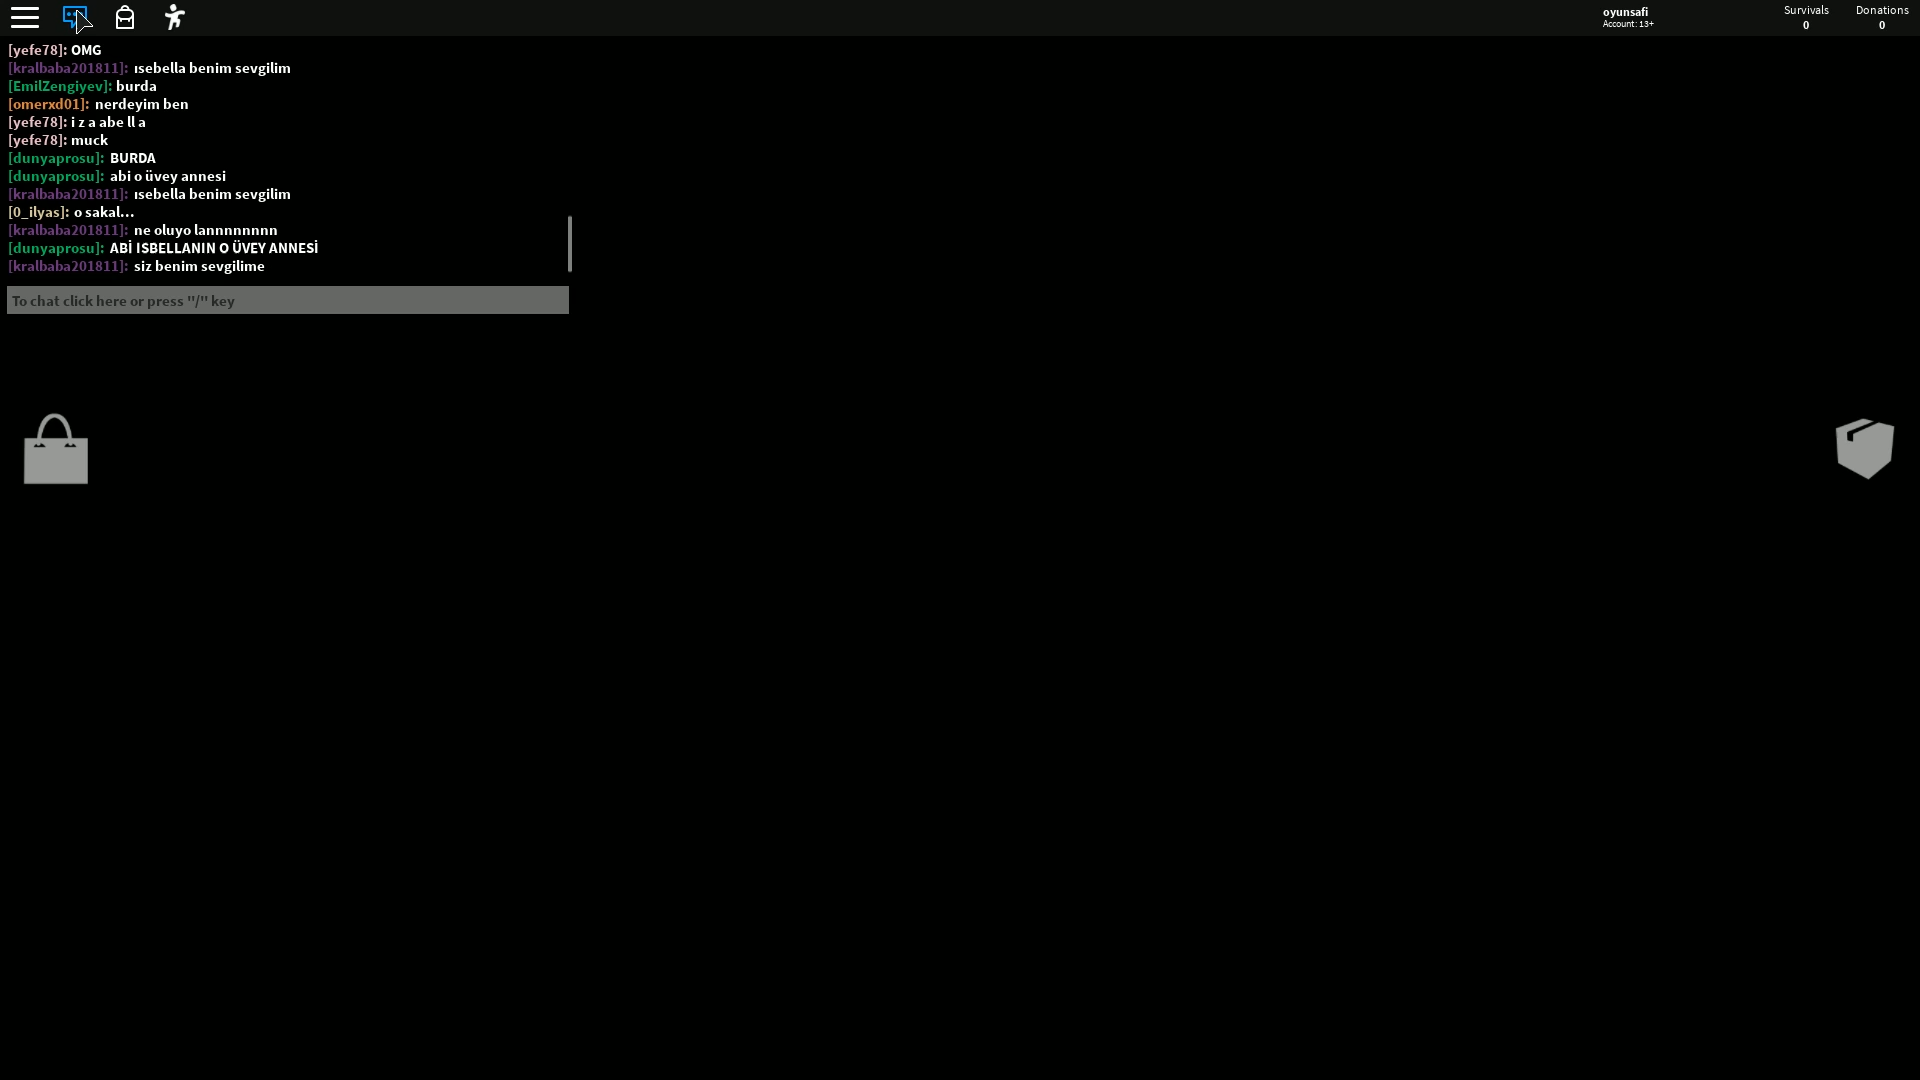 oyunsafi
Account: 13+
Survivals
0
Donations
0
[yefe78]: OMG
[kralbaba201811]: ısebella benim sevgilim
[EmilZengiyev]: burda
[omerxd01]: nerdeyim ben
[yefe78]: i z a abe ll a
[yefe78]: muck
[dunyaprosu]: BURDA
[dunyaprosu]: abi o üvey annesi
[kralbaba201811]: ısebella benim sevgilim
[0_ilyas]: o sakal...
[kralbaba201811]: ne oluyo lannnnnnnn
[dunyaprosu]: ABİ ISBELLANIN O ÜVEY ANNESİ
[kralbaba201811]: siz benim sevgilime
To chat click here or press "/" key